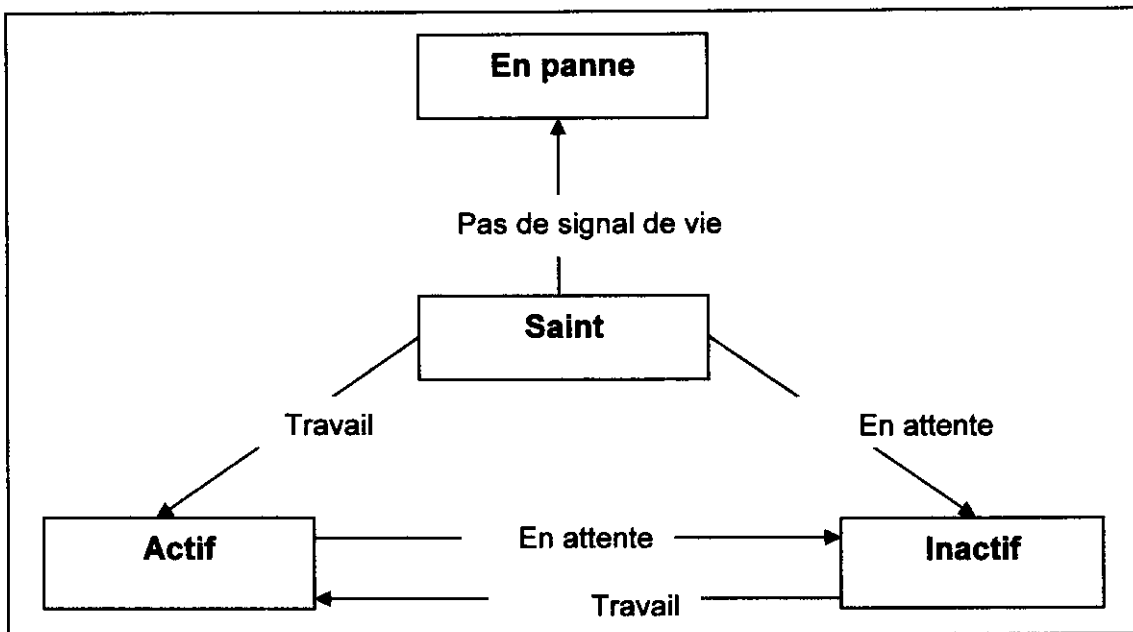 En panne
Pas de signal de vie
Saint
Travail
En attente
Actif
En attente
Inactif
Travail